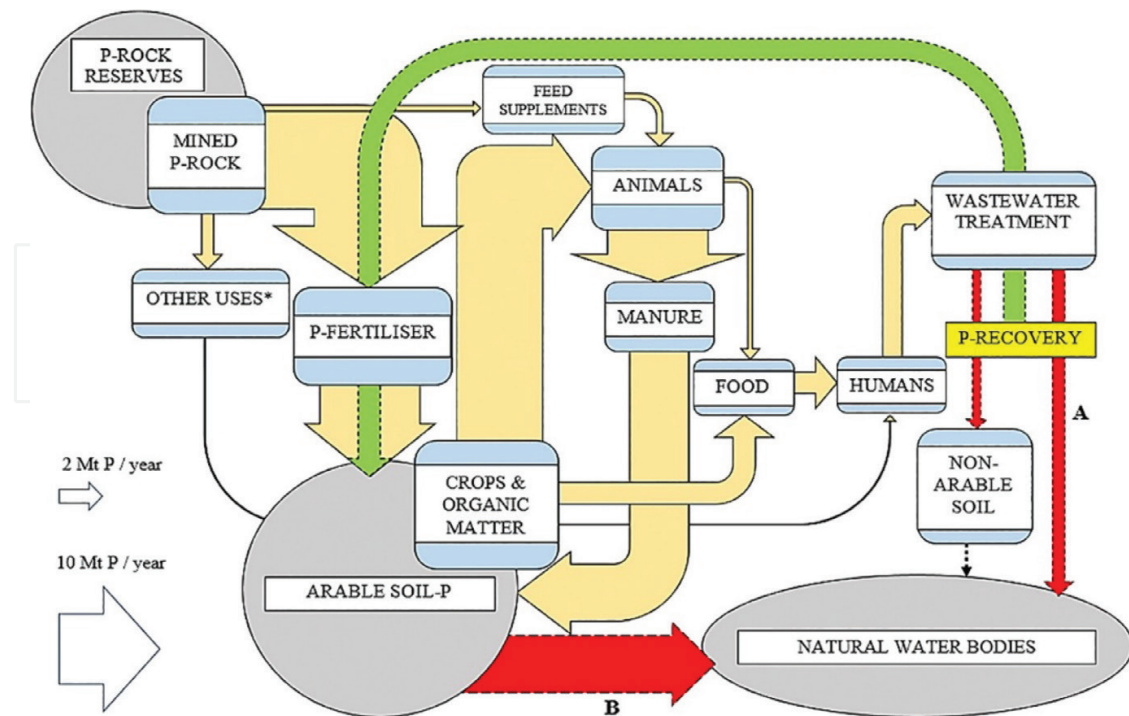 P-ROCK
RESERVES
MINED
P-ROCK
FEED
SUPPLEMENTS
ANIMALS
WASTEWATER
TREATMENT
OTHER USES*
P-FERTILISER
MANURE
P-RECOVERY
FOOD
HUMANS
A
2 Mt P / year
CROPS &
ORGANIC
MATTER
NON-
ARABLE
SOIL
10 Mt P / year
ARABLE SOIL-P
NATURAL WATER BODIES
B